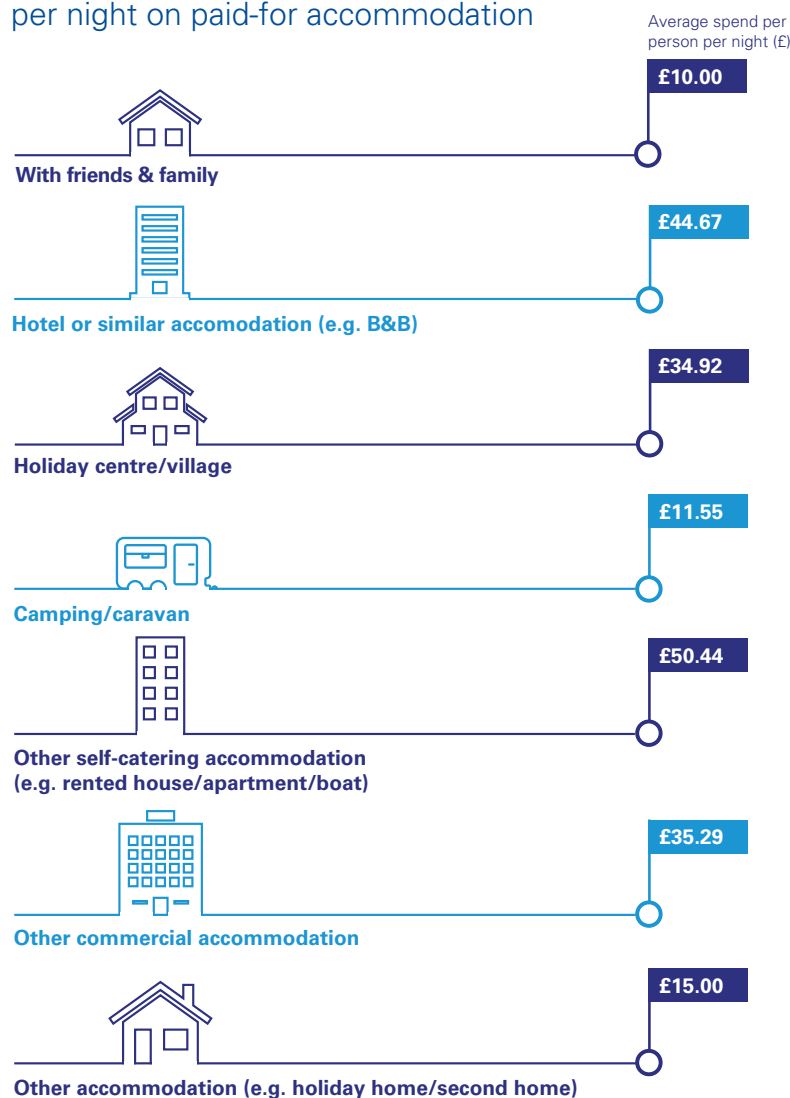 per night on paid-for accommodation
Average spend per
person per night (£)
£10.00
With friends & family
£44.67
Hotel or similar accomodation (e.g. B&B)
£34.92
Holiday centre/village
£11.55
Camping/caravan
£50.44
Other self-catering accommodation
(e.g. rented house/apartment/boat)
£35.29
Other commercial accommodation
£15.00
Other accommodation (e.g. holiday home/second home)